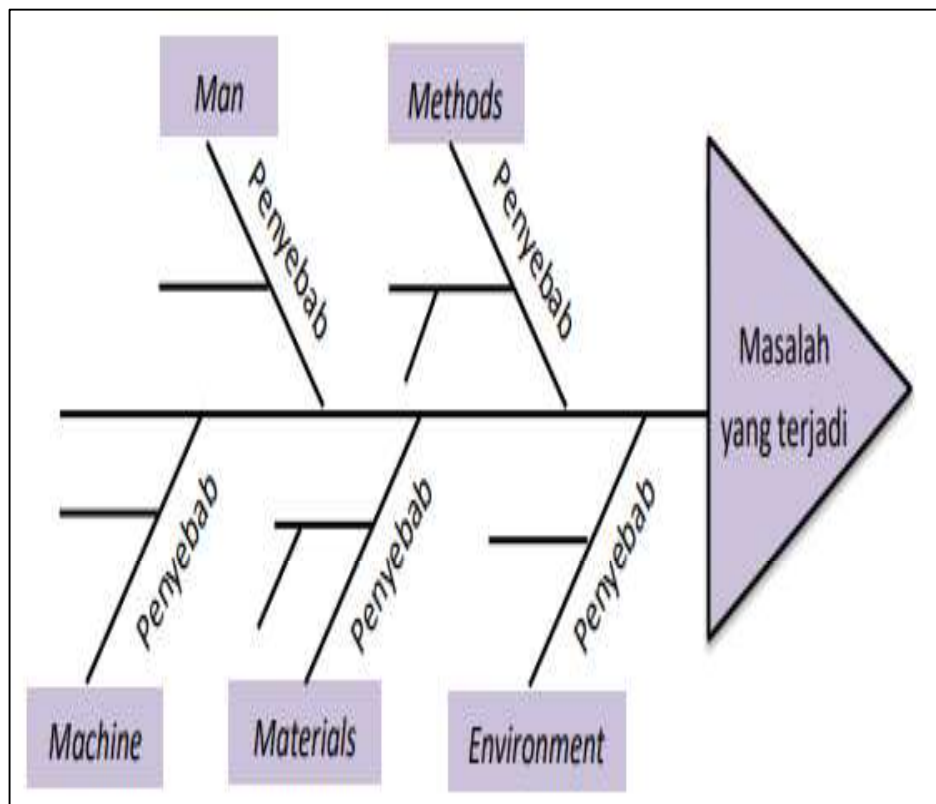 Man
Methods
Penyebab
Penyebab
Masalah
yang terjadi
Penyebab
Penyebab
Penyebab
Machine
Materials
Environment